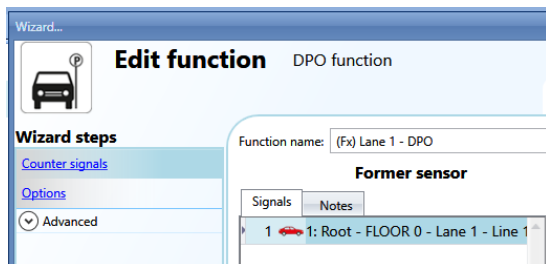 Wizard...
Edit function DPO function
Wizard steps
Counter signals
Options
Advanced
Function name: (Fx) Lane 1 - DPO
Former sensor
Signals Notes
1 1: Root - FLOOR 0 - Lane 1 - Line 1